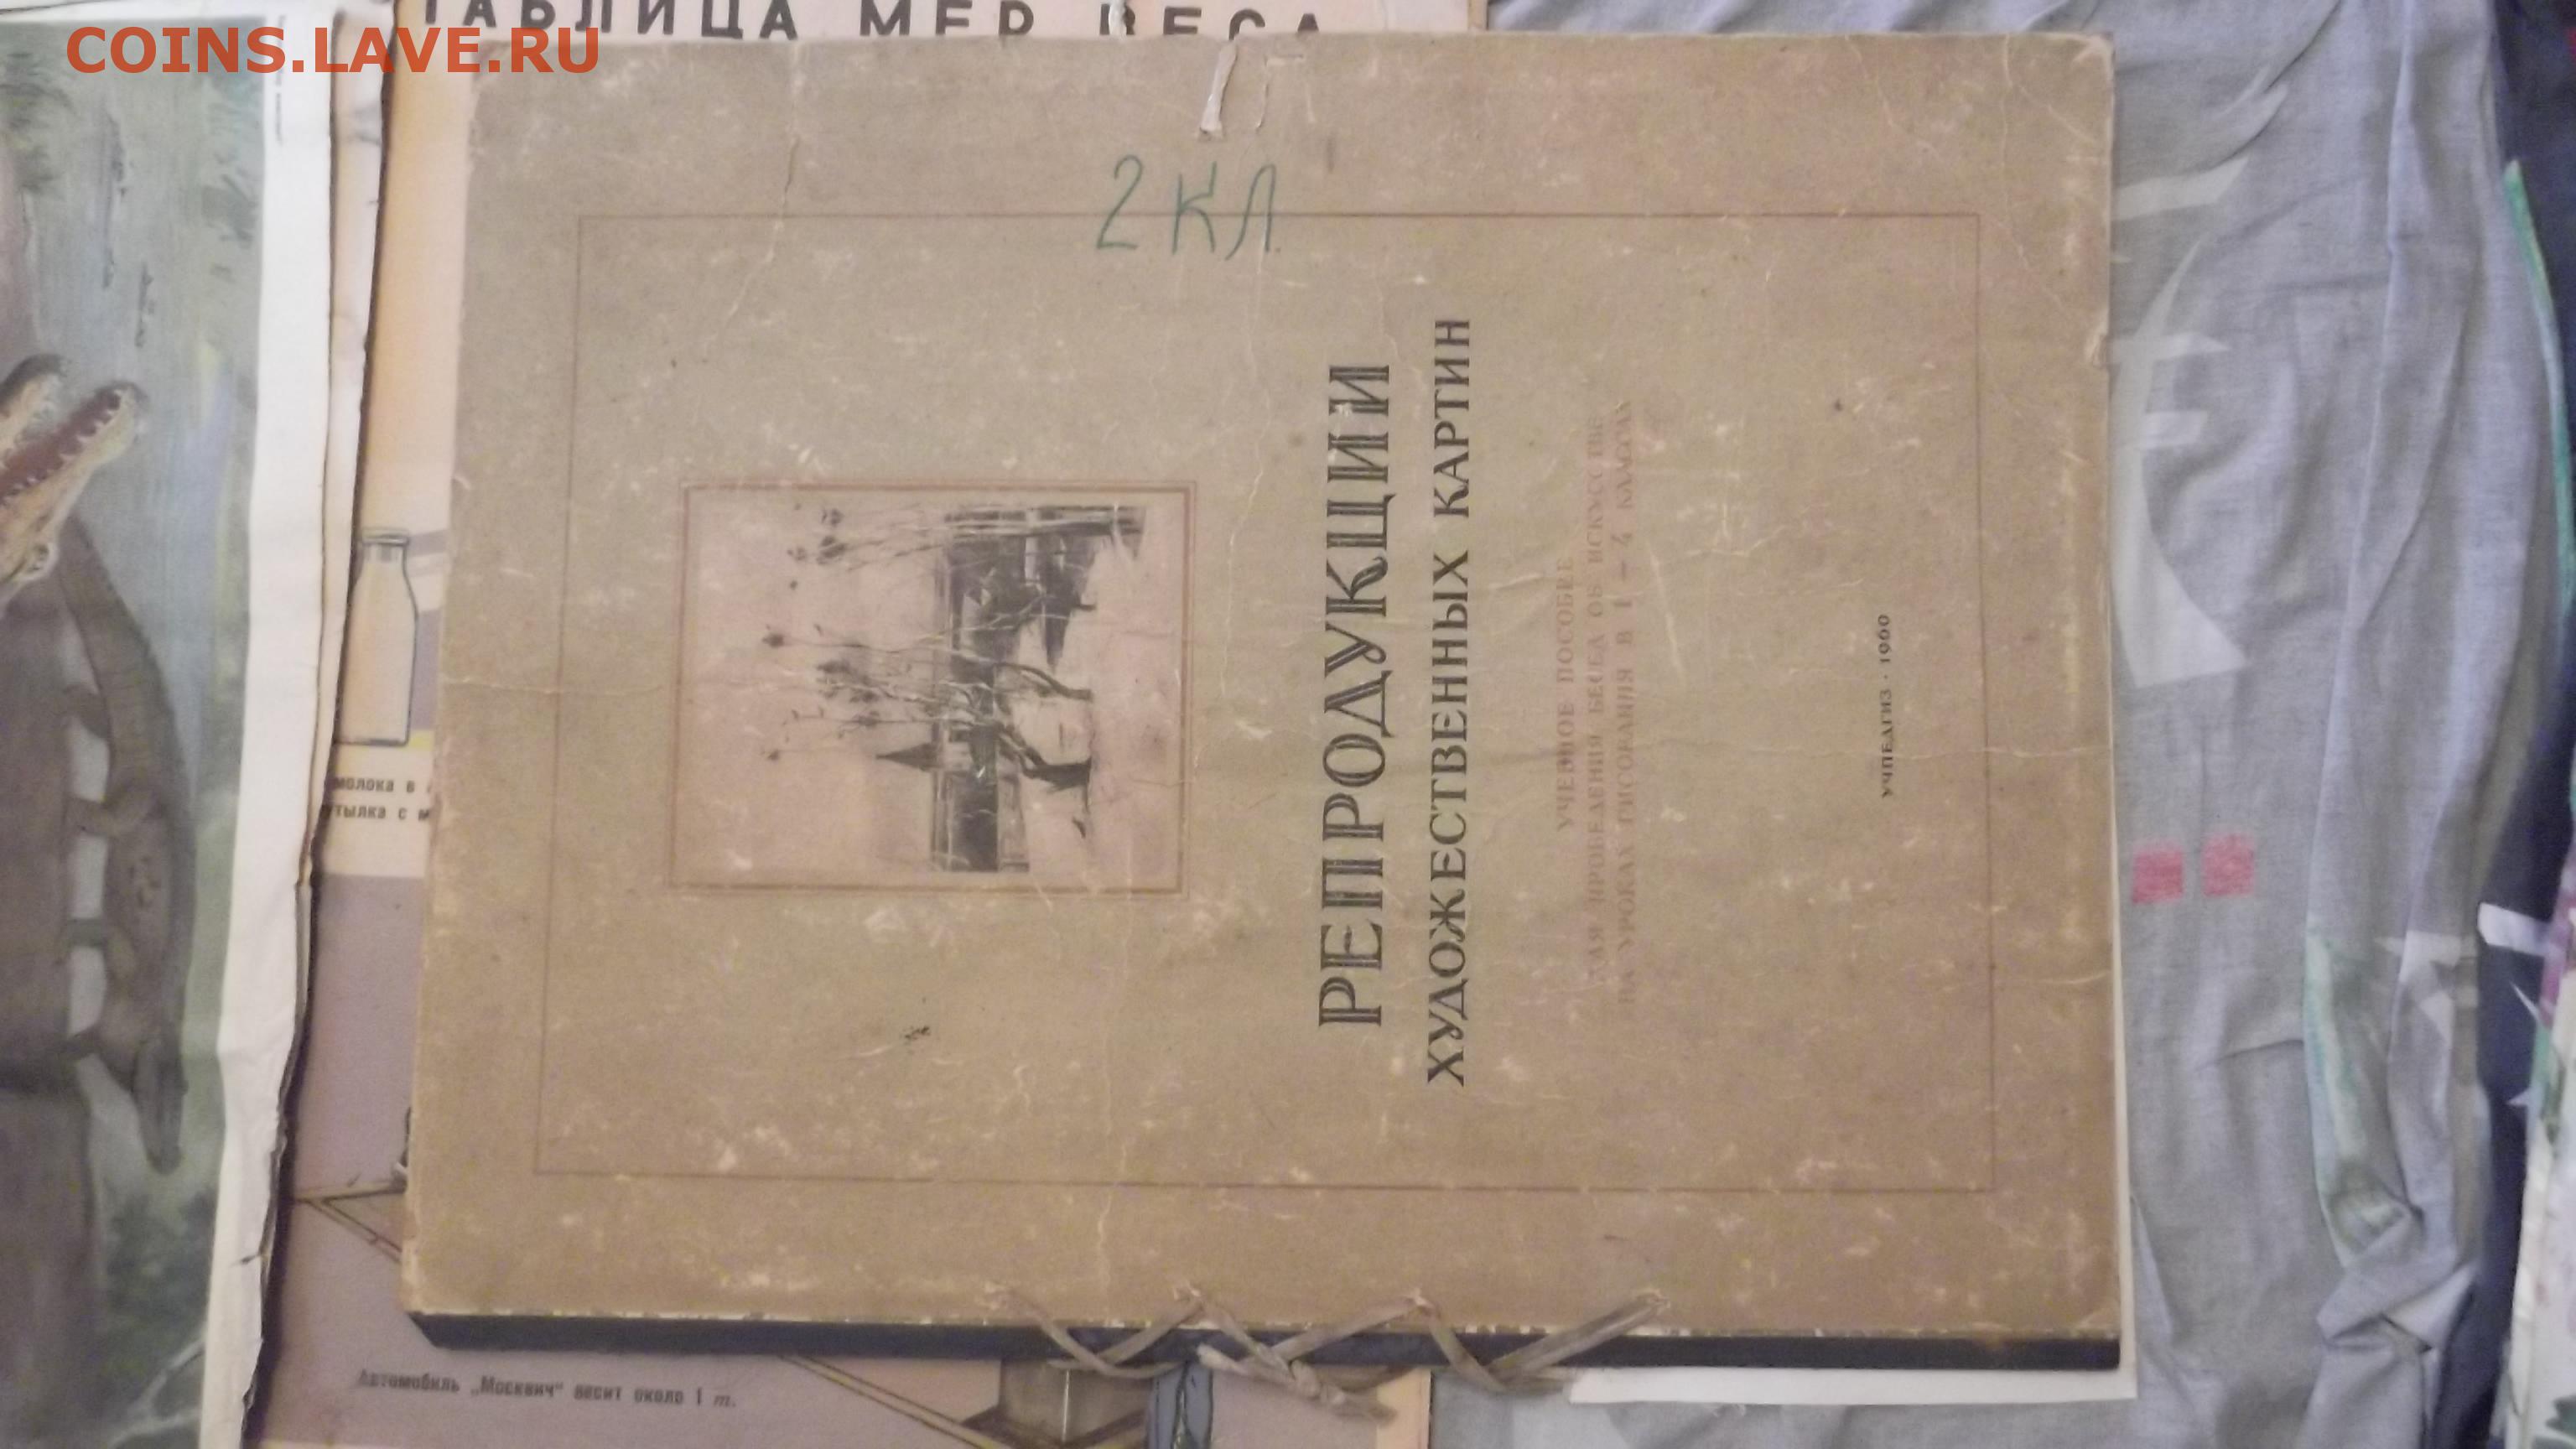 COINS.LAVE.RU
ТАБЛИЦА МЕР ВЕСА
2 КЛ
РЕПРОДУКЦИИ
ХУДОЖЕСТВЕННЫХ КАРТИН
УЧЕБНОЕ ПОСОБИЕ
ДЛЯ ПРОВЕДЕНИЯ БЕСЕД ОБ ИСКУССТВЕ
НА УРОКАХ РИСОВАНИЯ В 1 — 4 КЛАССАХ
УЧПЕДГИЗ · 1960
молока в
тылка с м
Автомобиль „Москвич" весит около 1 т.